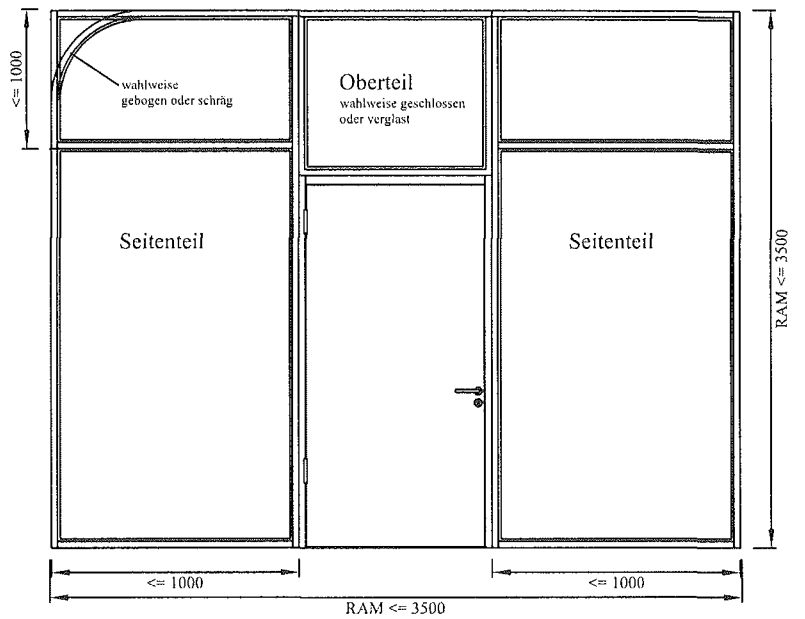 <= 1000
wahlweise
gebogen oder schräg
Oberteil
wahlweise geschlossen
oder verglast
Seitenteil
Seitenteil
RAM <= 3500
<= 1000
<= 1000
RAM <= 3500